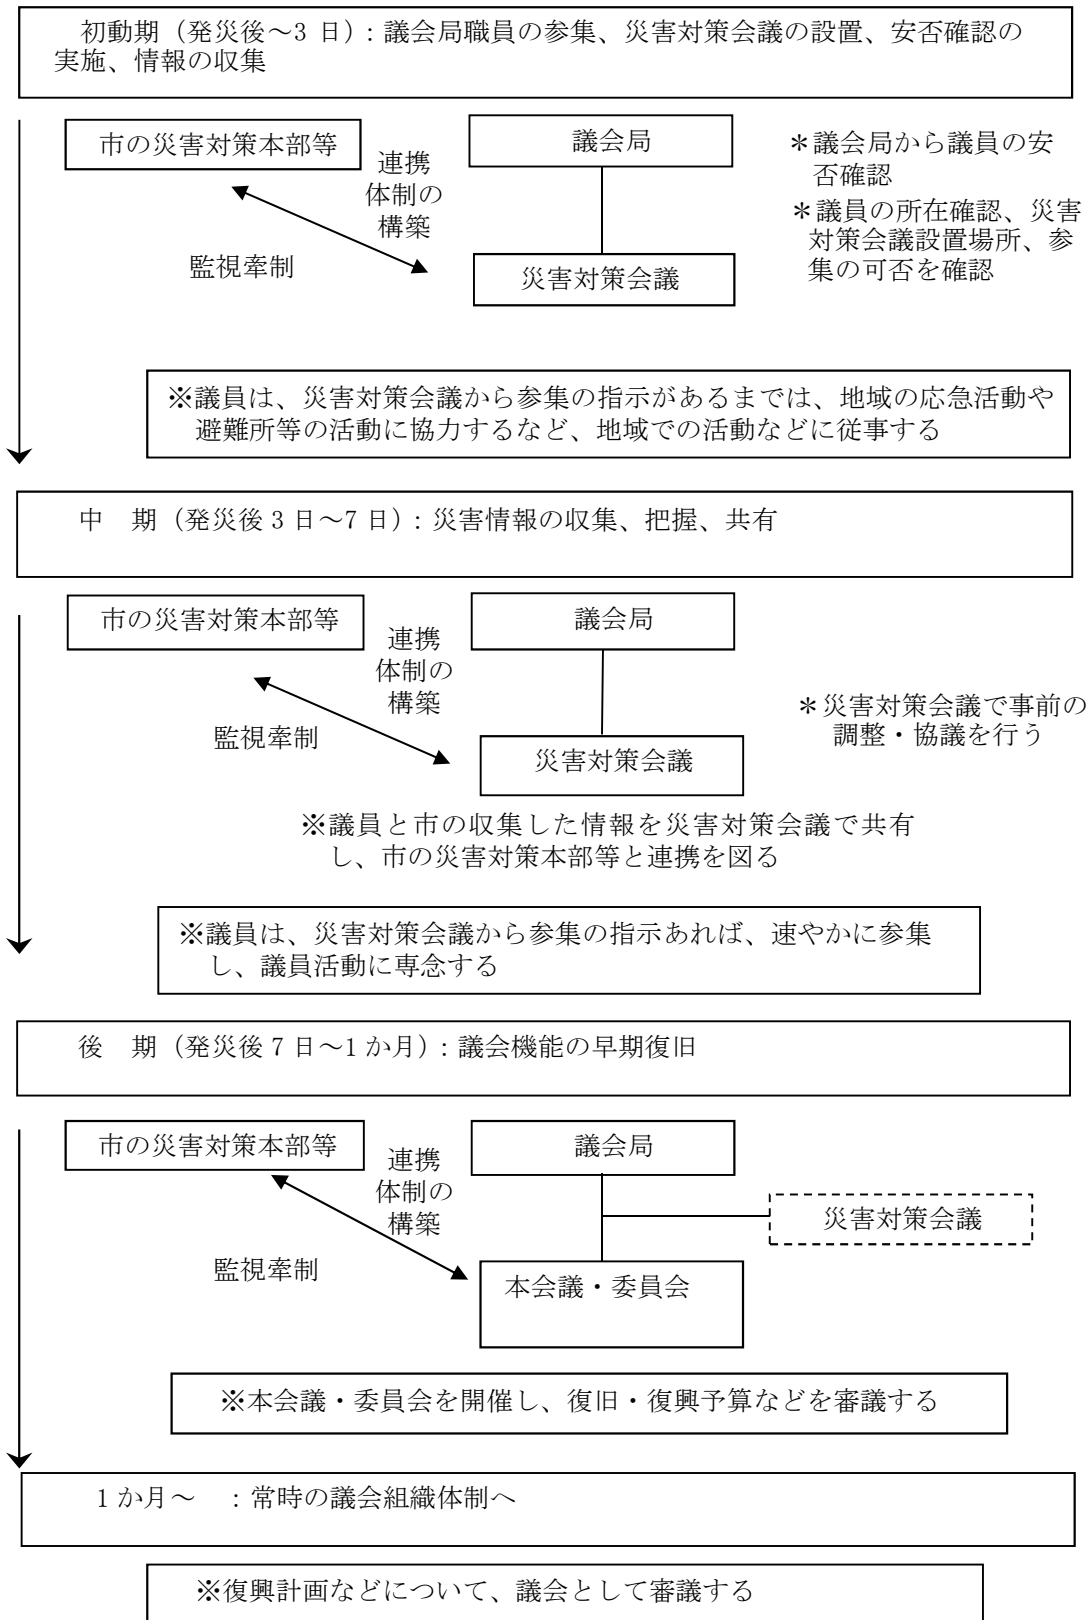 初動期（発災後～3 日）：議会局職員の参集、災害対策会議の設置、安否確認の
実施、情報の収集
市の災害対策本部等
議会局
連携
体制の
構築
監視牽制
災害対策会議
＊議会局から議員の安
否確認
＊議員の所在確認、災害
対策会議設置場所、参
集の可否を確認
※議員は、災害対策会議から参集の指示があるまでは、地域の応急活動や
避難所等の活動に協力するなど、地域での活動などに従事する
中　期（発災後 3 日～7 日）：災害情報の収集、把握、共有
市の災害対策本部等
議会局
連携
体制の
構築
監視牽制
災害対策会議
＊災害対策会議で事前の
調整・協議を行う
※議員と市の収集した情報を災害対策会議で共有
し、市の災害対策本部等と連携を図る
※議員は、災害対策会議から参集の指示あれば、速やかに参集
し、議員活動に専念する
後　期（発災後 7 日～1 か月）：議会機能の早期復旧
市の災害対策本部等
議会局
連携
体制の
構築
監視牽制
災害対策会議
本会議・委員会
※本会議・委員会を開催し、復旧・復興予算などを審議する
1 か月～　：常時の議会組織体制へ
※復興計画などについて、議会として審議する